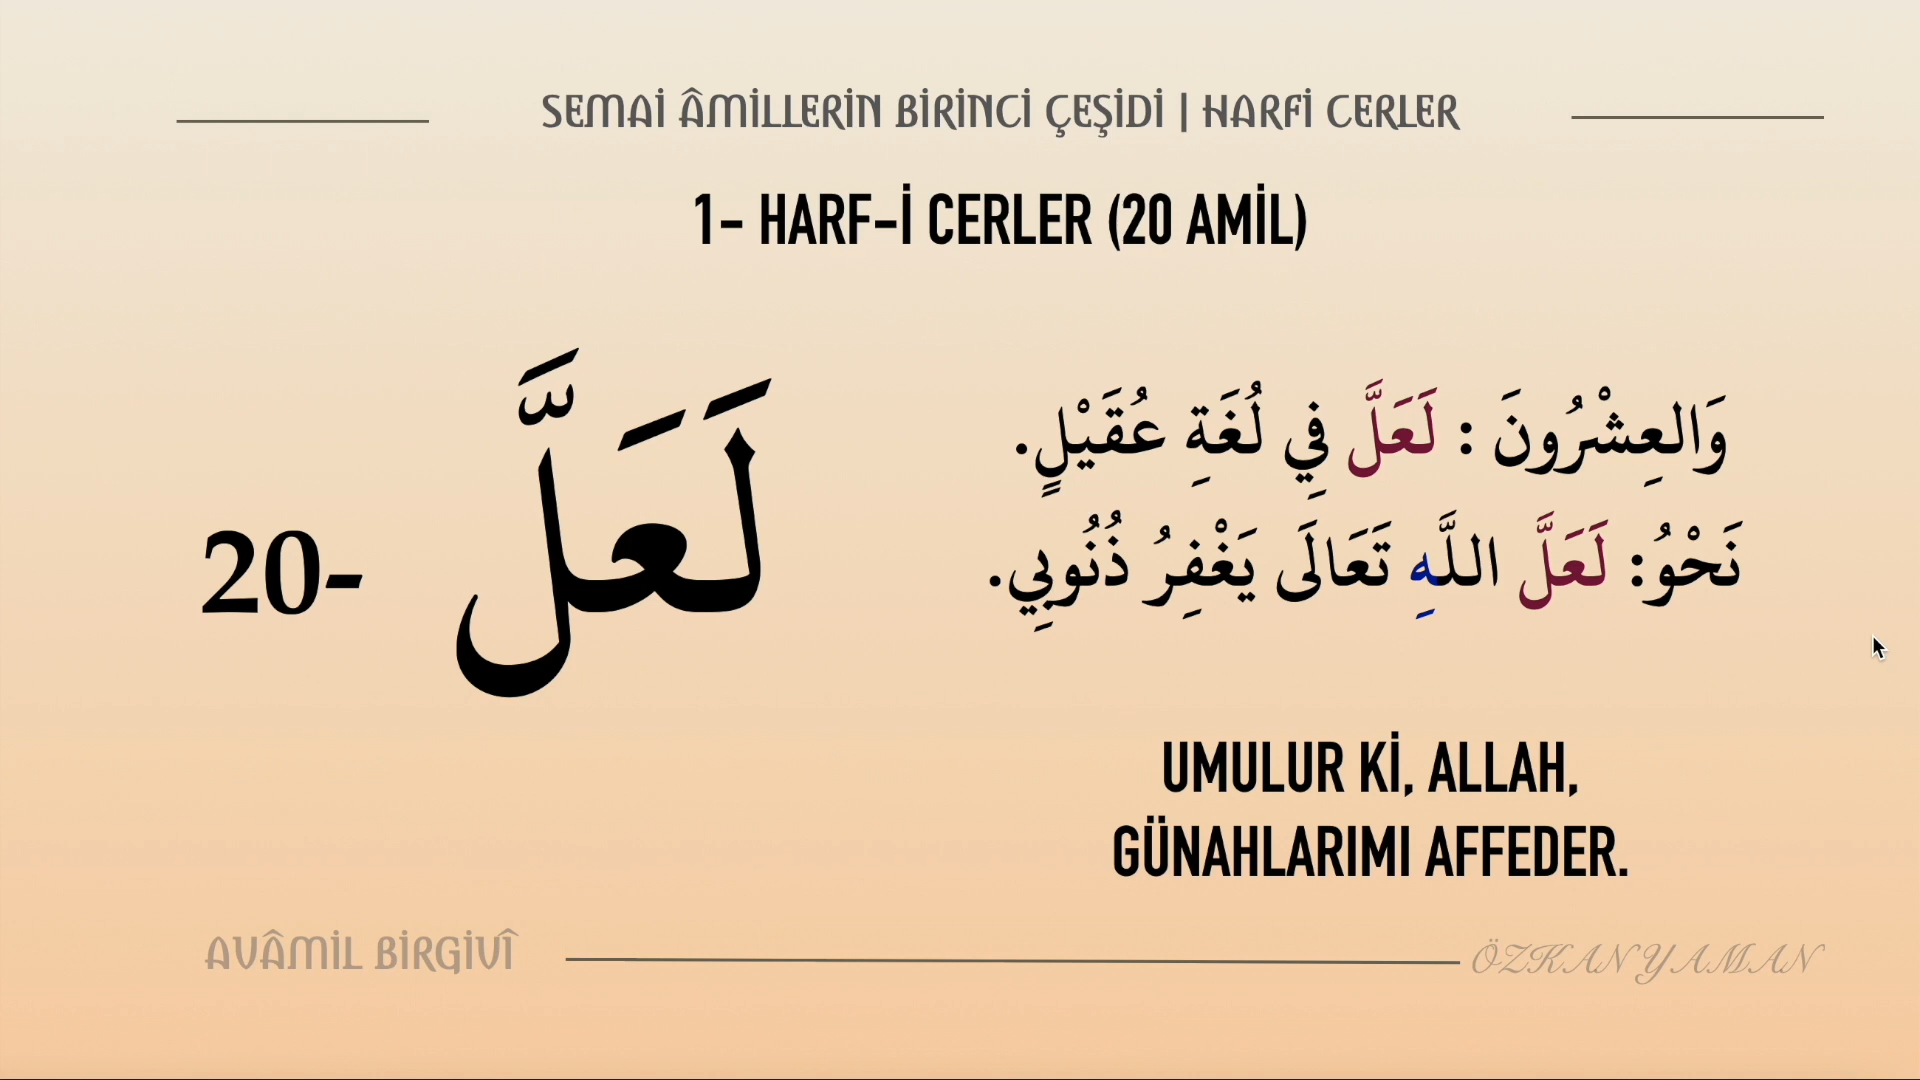 SEMAİ ÂMİLLERİN BİRİNCİ ÇEŞİDİ | HARFİ CERLER
1- HARF-İ CERLER (20 AMİL)
20- لَعَلَّ
وَالعِشْرُونَ : لَعَلَّ فِي لُغَةِ عُقَيْلٍ.
نَحْوُ: لَعَلَّ اللَّهِ تَعَالَى يَغْفِرُ ذُنُوبِي.
UMULUR Kİ, ALLAH,
GÜNAHLARIMI AFFEDER.
AVÂMİL BİRGİVÎ
ÖZKAN YAMAN